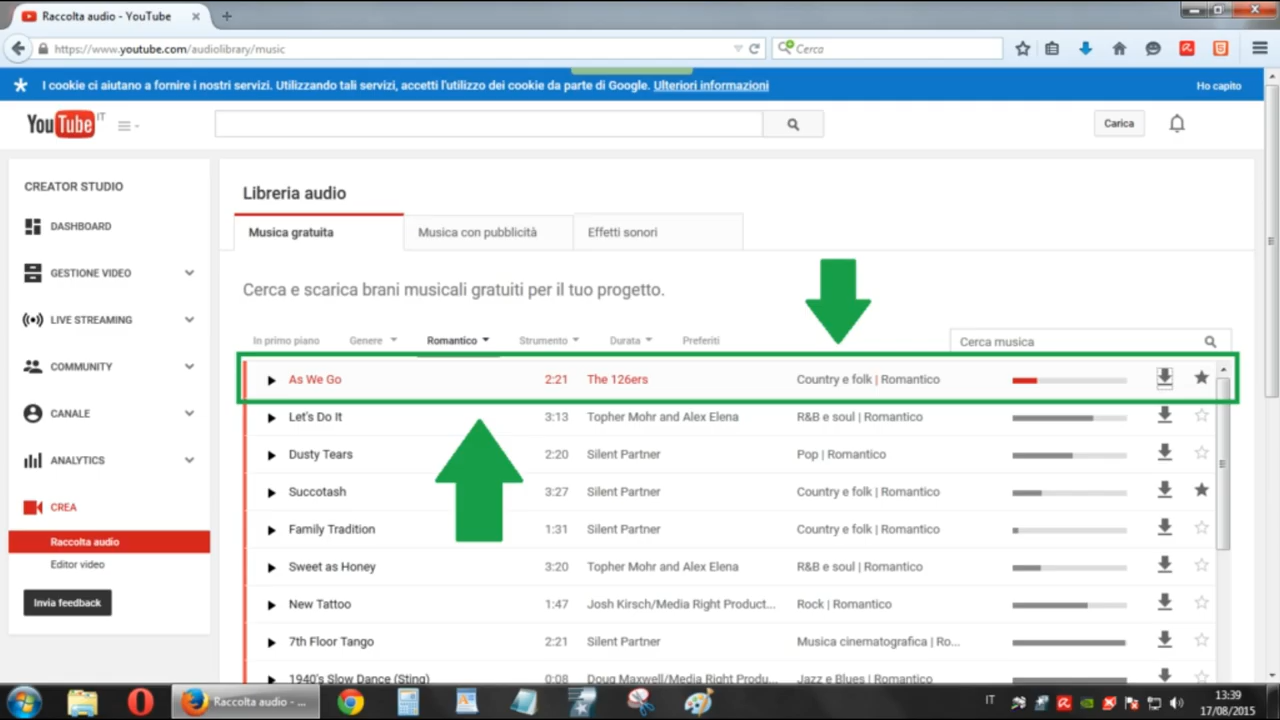 Raccolta audio - YouTube
https://www.youtube.com/audiolibrary/music
Cerca
I cookie ci aiutano a fornire i nostri servizi. Utilizzando tali servizi, accetti l'utilizzo dei cookie da parte di Google. Ulteriori informazioni
Ho capito
YouTube IT
Carica
CREATOR STUDIO
DASHBOARD
GESTIONE VIDEO
LIVE STREAMING
COMMUNITY
CANALE
ANALYTICS
CREA
Raccolta audio
Editor video
Invia feedback
Libreria audio
Musica gratuita Musica con pubblicità Effetti sonori
Cerca e scarica brani musicali gratuiti per il tuo progetto.
In primo piano Genere Romantico Strumento Durata Preferiti Cerca musica
As We Go 2:21 The 126ers Country e folk | Romantico
Let's Do It 3:13 Topher Mohr and Alex Elena R&B e soul | Romantico
Dusty Tears 2:20 Silent Partner Pop | Romantico
Succotash 3:27 Silent Partner Country e folk | Romantico
Family Tradition 1:31 Silent Partner Country e folk | Romantico
Sweet as Honey 3:20 Topher Mohr and Alex Elena R&B e soul | Romantico
New Tattoo 1:47 Josh Kirsch/Media Right Product... Rock | Romantico
7th Floor Tango 2:21 Silent Partner Musica cinematografica | Ro...
1940's Slow Dance (Sting) 0:08 Doug Maxwell/Media Right Produ... Jazz e Blues | Romantico
Raccolta audio - ...
IT
13:39
17/08/2015